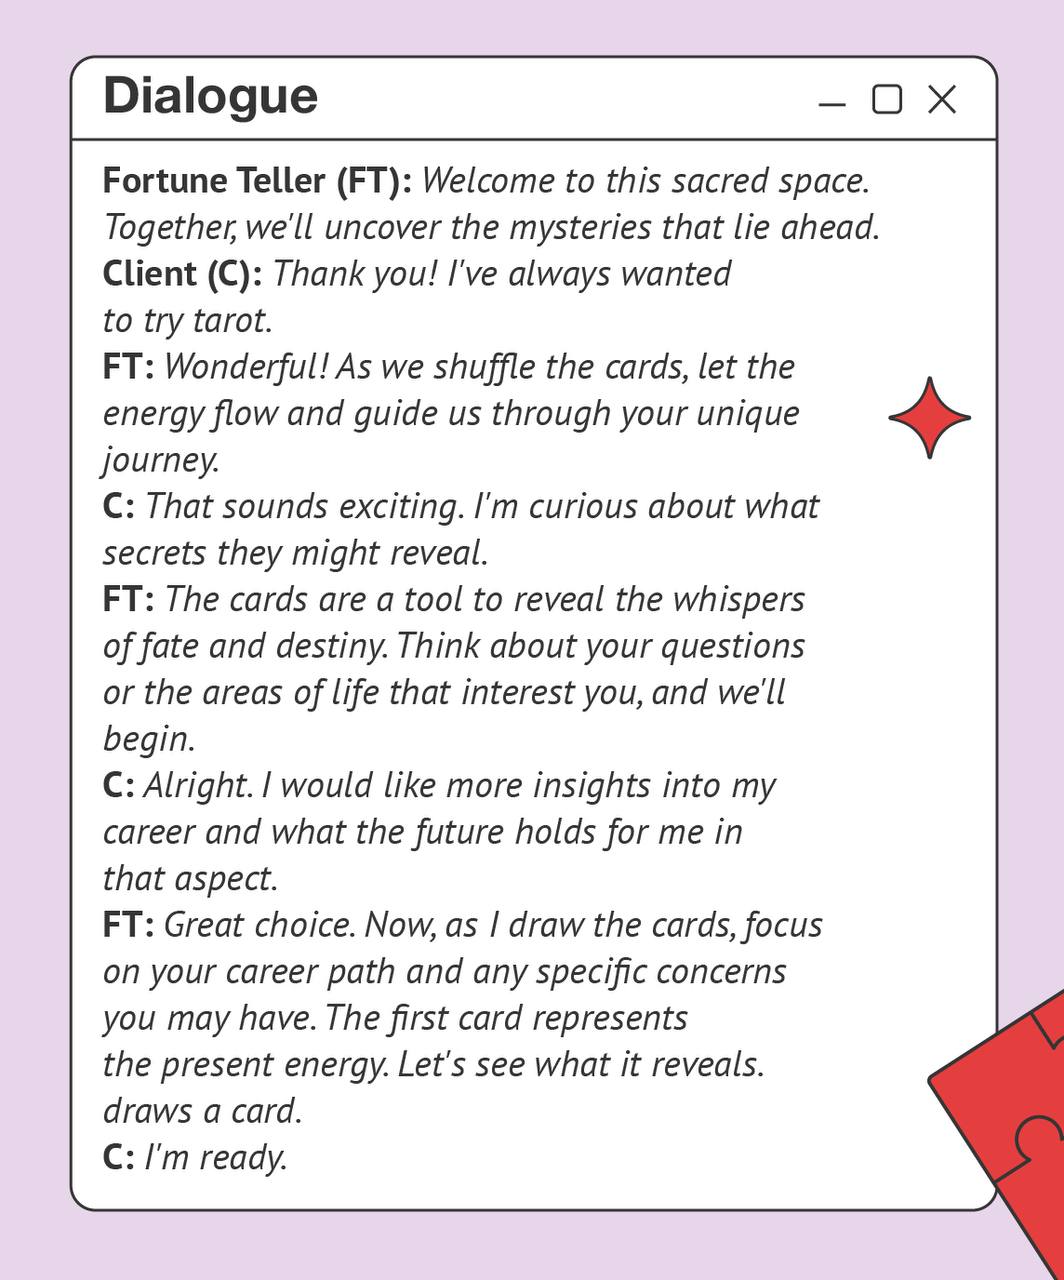 Dialogue
Fortune Teller (FT): Welcome to this sacred space.
Together, we'll uncover the mysteries that lie ahead.
Client (C): Thank you! I've always wanted
to try tarot.
FT: Wonderful! As we shuffle the cards, let the
energy flow and guide us through your unique
journey.
C: That sounds exciting. I'm curious about what
secrets they might reveal.
FT: The cards are a tool to reveal the whispers
of fate and destiny. Think about your questions
or the areas of life that interest you, and we'll
begin.
C: Alright. I would like more insights into my
career and what the future holds for me in
that aspect.
FT: Great choice. Now, as I draw the cards, focus
on your career path and any specific concerns
you may have. The first card represents
the present energy. Let's see what it reveals.
draws a card.
C: I'm ready.